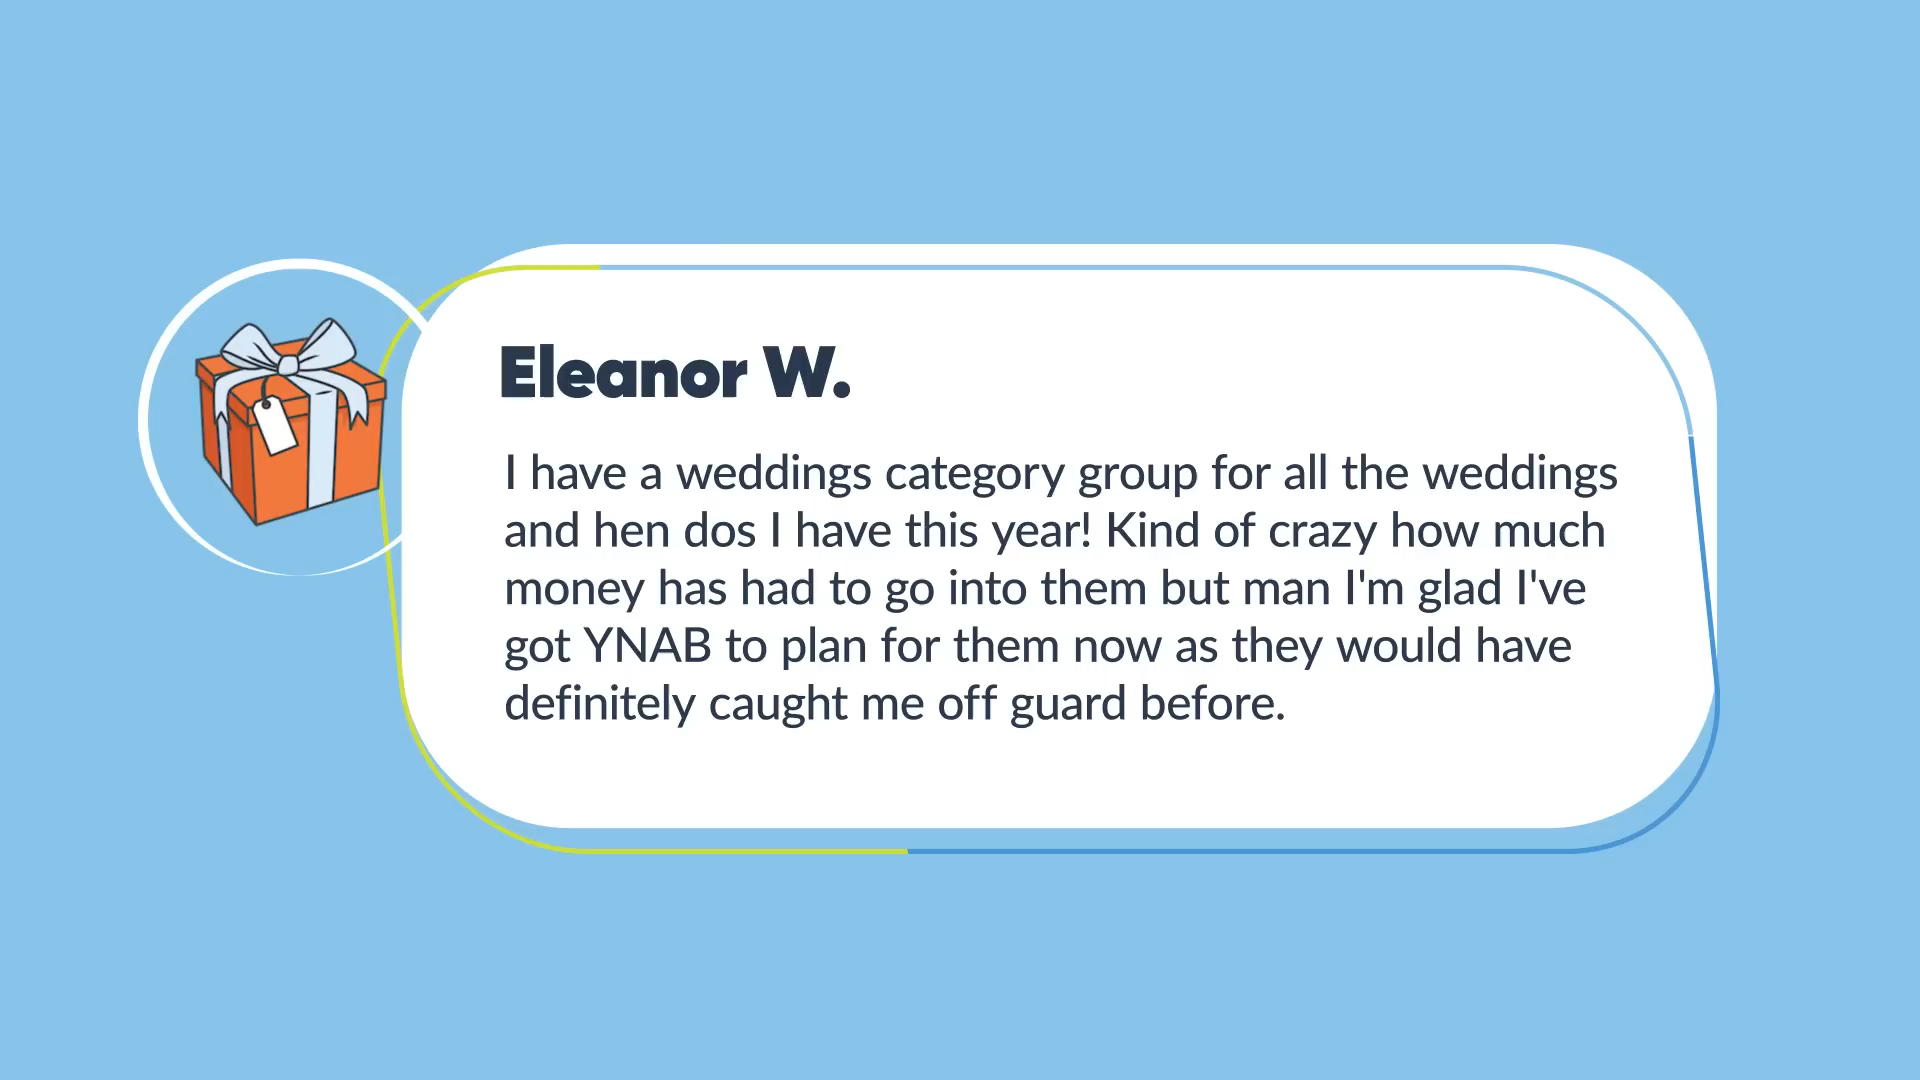 Eleanor W.
I have a weddings category group for all the weddings
and hen dos I have this year! Kind of crazy how much
money has had to go into them but man I'm glad I've
got YNAB to plan for them now as they would have
definitely caught me off guard before.